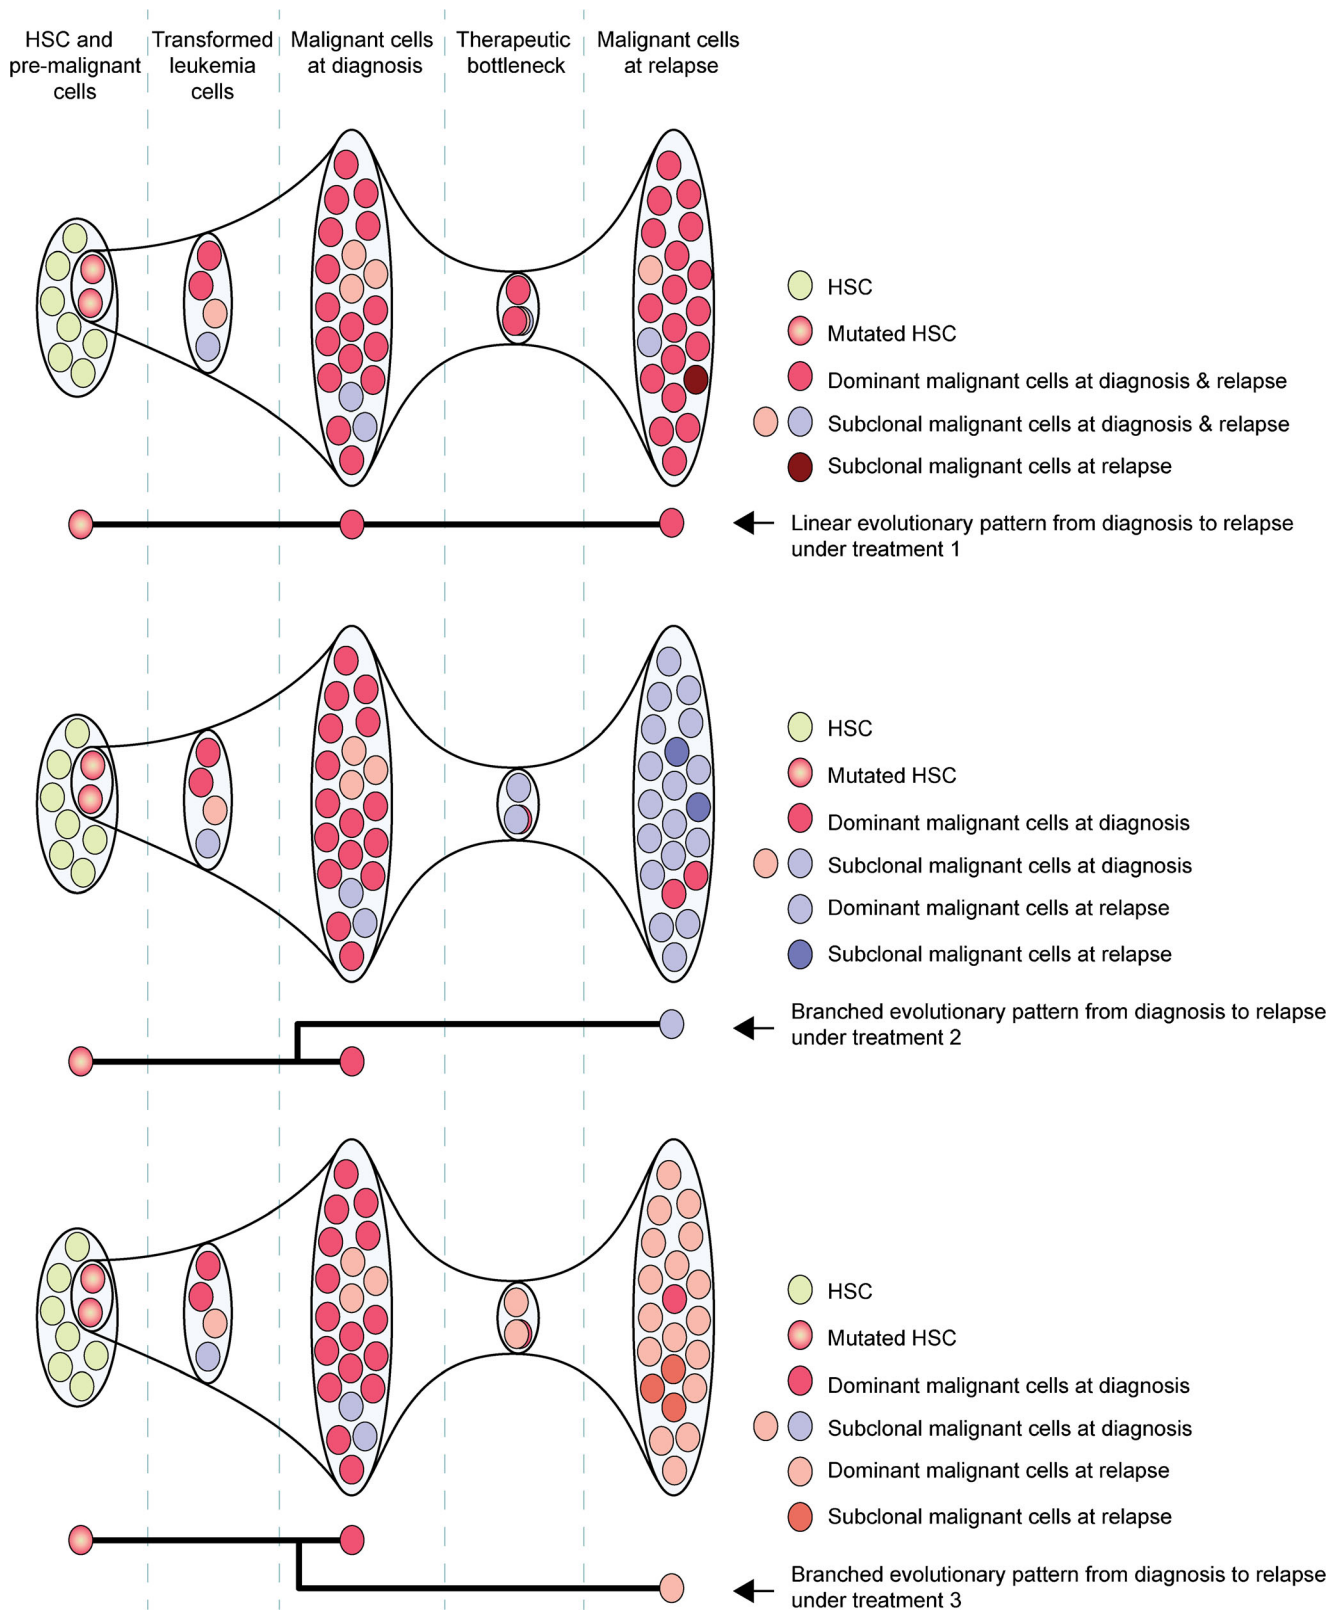 HSC and
pre-malignant
cells
Transformed
leukemia
cells
Malignant cells
at diagnosis
Therapeutic
bottleneck
Malignant cells
at relapse
HSC
Mutated HSC
Dominant malignant cells at diagnosis & relapse
Subclonal malignant cells at diagnosis & relapse
Subclonal malignant cells at relapse
Linear evolutionary pattern from diagnosis to relapse
under treatment 1
HSC
Mutated HSC
Dominant malignant cells at diagnosis
Subclonal malignant cells at diagnosis
Dominant malignant cells at relapse
Subclonal malignant cells at relapse
Branched evolutionary pattern from diagnosis to relapse
under treatment 2
HSC
Mutated HSC
Dominant malignant cells at diagnosis
Subclonal malignant cells at diagnosis
Dominant malignant cells at relapse
Subclonal malignant cells at relapse
Branched evolutionary pattern from diagnosis to relapse
under treatment 3